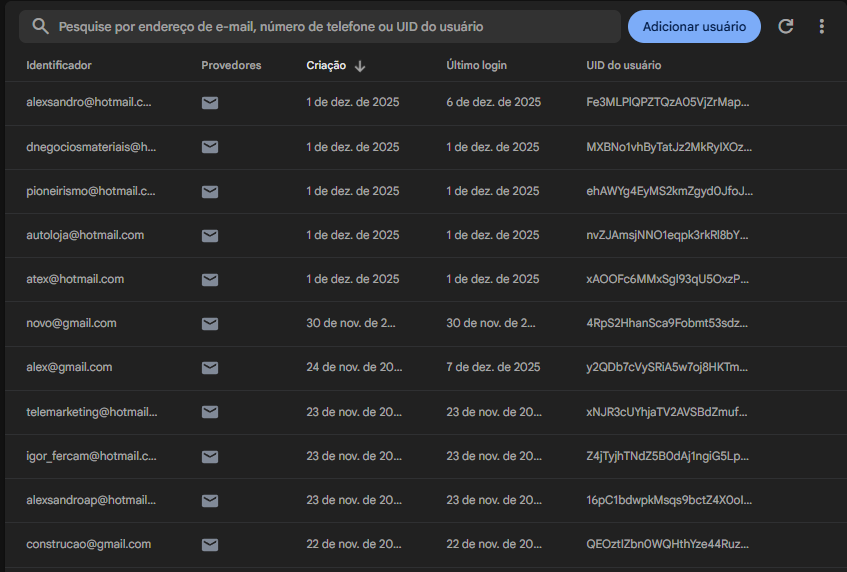 Pesquise por endereço de e-mail, número de telefone ou UID do usuário Adicionar usuário
Identificador Provedores Criação Último login UID do usuário
alexsandro@hotmail.c... 1 de dez. de 2025 6 de dez. de 2025 Fe3MLPlQPZTQzA05VjZrMap...
dnegociosmateriais@h... 1 de dez. de 2025 1 de dez. de 2025 MXBNo1vhByTatJz2MkRylXOz...
pioneirismo@hotmail.c... 1 de dez. de 2025 1 de dez. de 2025 ehAWYg4EyMS2kmZgyd0JfoJ...
autoloja@hotmail.com 1 de dez. de 2025 1 de dez. de 2025 nvZJAmsjNNO1eqpk3rkRl8bY...
atex@hotmail.com 1 de dez. de 2025 1 de dez. de 2025 xAOOFc6MMxSgl93qU5OxzP...
novo@gmail.com 30 de nov. de 2... 30 de nov. de 2... 4RpS2HhanSca9Fobmt53sdz...
alex@gmail.com 24 de nov. de 20... 7 de dez. de 2025 y2QDb7cVySRiA5w7oj8HKTm...
telemarketing@hotmail... 23 de nov. de 20... 23 de nov. de 20... xNJR3cUYhjaTV2AVSBdZmuf...
igor_fercam@hotmail.c... 23 de nov. de 20... 23 de nov. de 20... Z4jTyjhTNdZ5B0dAj1ngiG5Lp...
alexsandroap@hotmail... 23 de nov. de 20... 23 de nov. de 20... 16pC1bdwpkMsqs9bctZ4X0oI...
construcao@gmail.com 22 de nov. de 20... 22 de nov. de 20... QEOztIZbn0WQHthYze44Ruz...